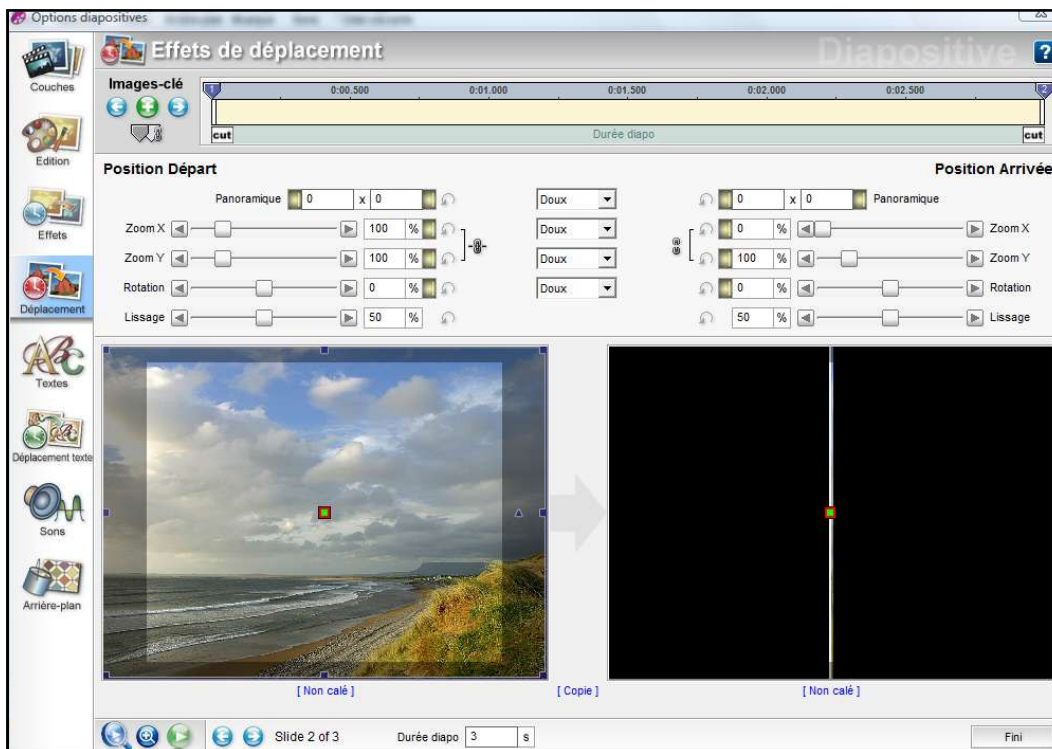 Options diapositives
Effets de déplacement
Diapositive
?
Couches
Edition
Effets
Déplacement
Textes
Déplacement texte
Sons
Arrière-plan
Images-clé
1
0:00.500
0:01.000
0:01.500
0:02.000
0:02.500
2
cut
Durée diapo
cut
Position Départ
Position Arrivée
Panoramique 0 x 0 Doux 0 x 0 Panoramique
Zoom X 100 % Doux 0 % Zoom X
Zoom Y 100 % Doux 100 % Zoom Y
Rotation 0 % Doux 0 % Rotation
Lissage 50 % 50 % Lissage
[ Non calé ]
[ Copie ]
[ Non calé ]
Slide 2 of 3
Durée diapo 3 s
Fini